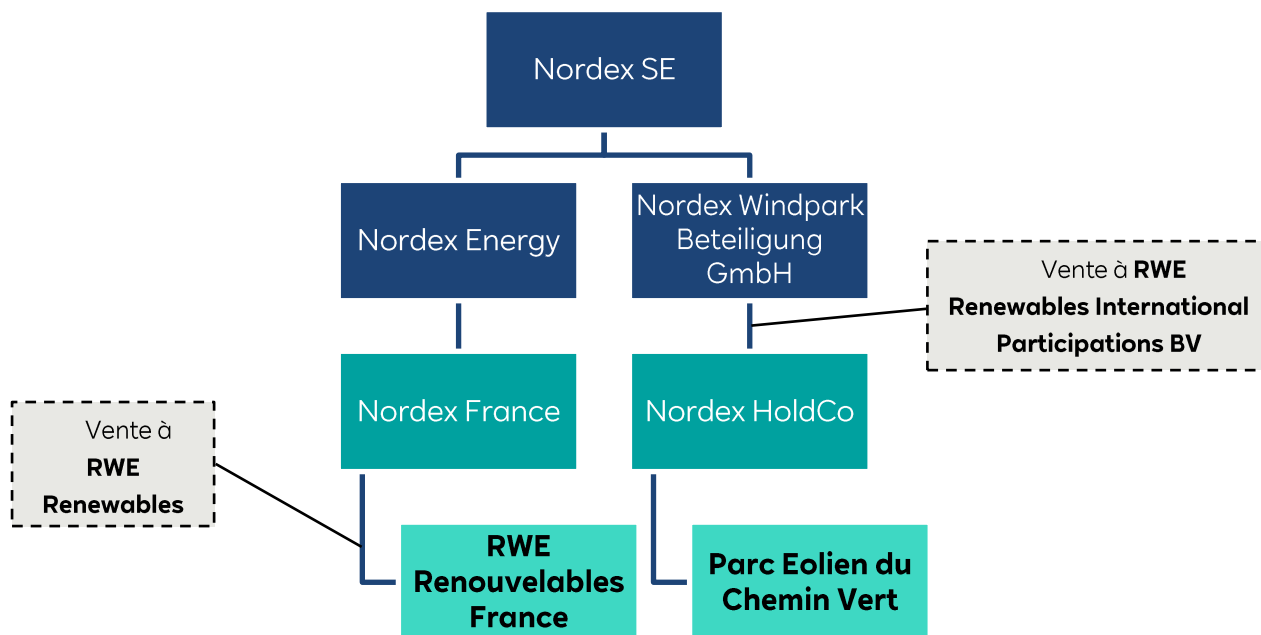 Nordex SE
Nordex Energy
Nordex Windpark
Beteiligung
GmbH
Vente à RWE
Renewables International
Participations BV
Nordex France
Nordex HoldCo
Vente à
RWE
Renewables
RWE
Renouvelables
France
Parc Eolien du
Chemin Vert